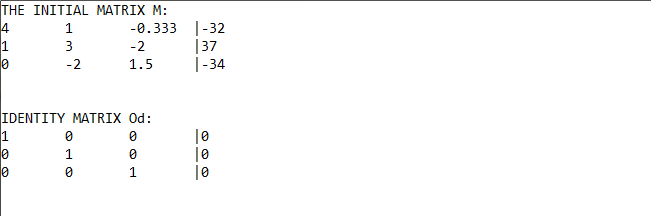 THE INITIAL MATRIX M:
4 1 -0.333 |-32
1 3 -2 |37
0 -2 1.5 |-34
IDENTITY MATRIX Od:
1 0 0 |0
0 1 0 |0
0 0 1 |0